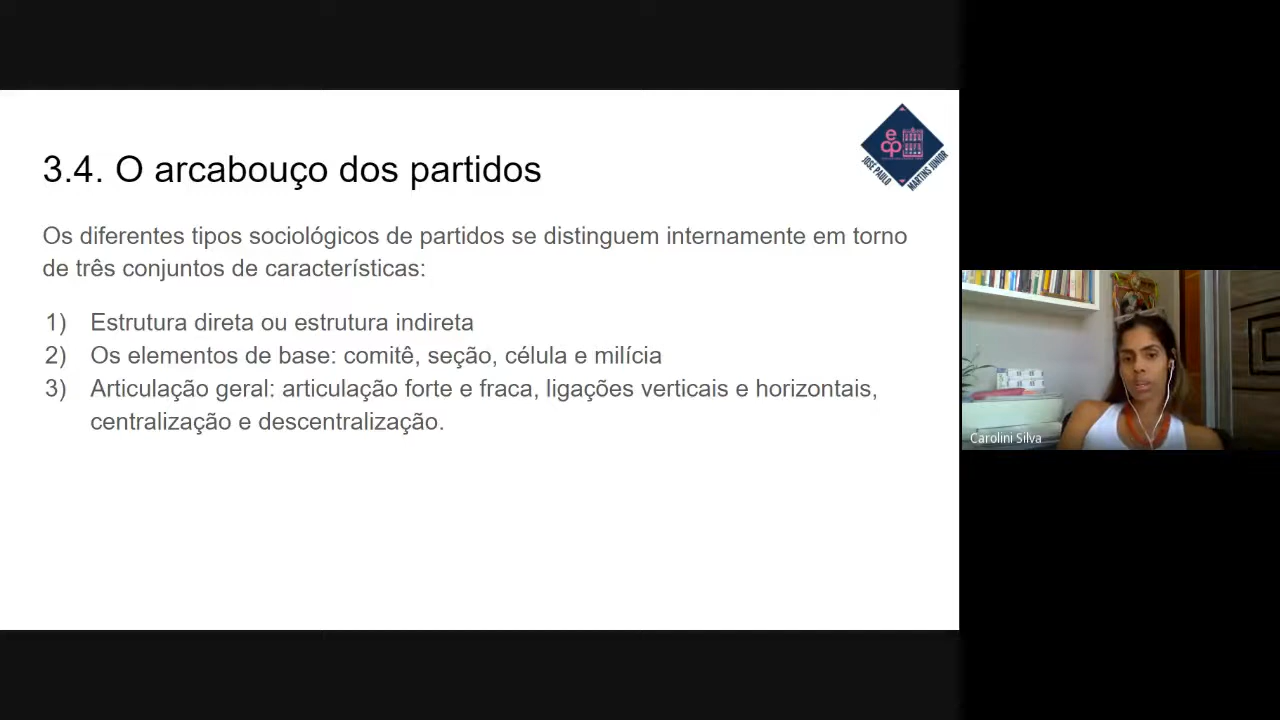 3.4. O arcabouço dos partidos
Os diferentes tipos sociológicos de partidos se distinguem internamente em torno
de três conjuntos de características:
1) Estrutura direta ou estrutura indireta
2) Os elementos de base: comitê, seção, célula e milícia
3) Articulação geral: articulação forte e fraca, ligações verticais e horizontais,
centralização e descentralização.
e
cp
JOSÉ PAULO
MARTINS JUNIOR
Carolini Silva